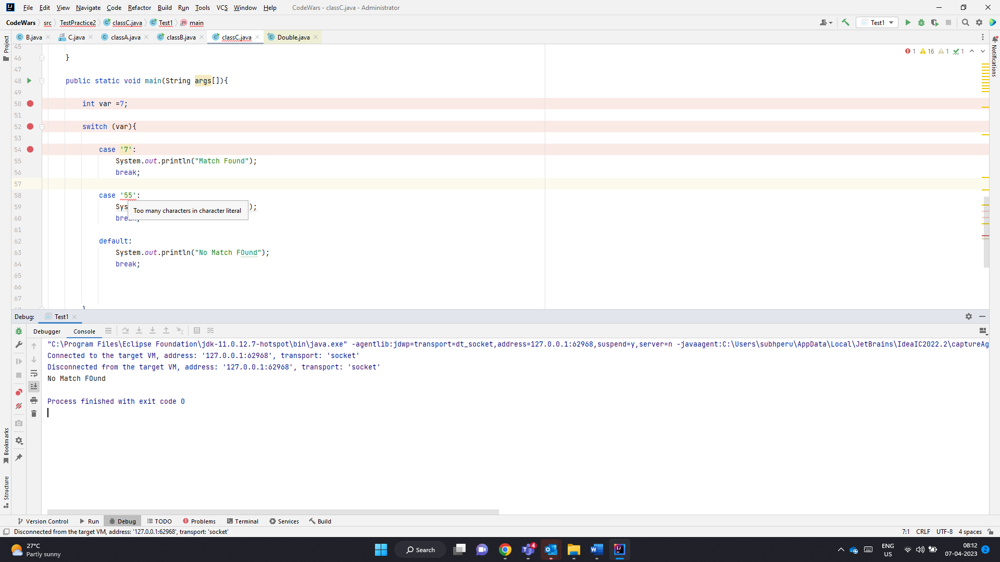 File Edit View Navigate Code Refactor Build Run Tools VCS Window Help CodeWars - classC.java - Administrator
CodeWars src TestPractice2 classC.java Test1 main Test1
B.java C.java classA.java classB.java classC.java Double.java
Project
Notifications
1 16 1 1
45
46 }
47
48 public static void main(String args[]){
49
50 int var =7;
51
52 switch (var){
53
54 case '7':
55 System.out.println("Match Found");
56 break;
57
58 case '55':
59 Sys );
Too many characters in character literal
60 break;
61
62 default:
63 System.out.println("No Match FOund");
64 break;
65
66
67
Debug: Test1
Debugger Console
"C:\Program Files\Eclipse Foundation\jdk-11.0.12.7-hotspot\bin\java.exe" -agentlib:jdwp=transport=dt_socket,address=127.0.0.1:62968,suspend=y,server=n -javaagent:C:\Users\subhperu\AppData\Local\JetBrains\IdeaIC2022.2\captureAg
Connected to the target VM, address: '127.0.0.1:62968', transport: 'socket'
Disconnected from the target VM, address: '127.0.0.1:62968', transport: 'socket'
No Match FOund
Process finished with exit code 0
Bookmarks
Structure
Version Control Run Debug TODO Problems Terminal Services Build
Disconnected from the target VM, address: '127.0.0.1:62968', transport: 'socket' 7:1 CRLF UTF-8 4 spaces
27°C
Partly sunny
Search
4
ENG
US
08:12
07-04-2023
2